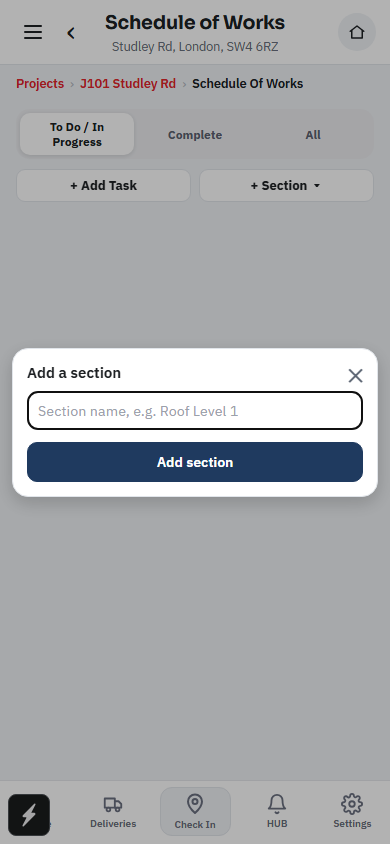 Schedule of Works
Studley Rd, London, SW4 6RZ
Projects › J101 Studley Rd › Schedule Of Works
To Do / In
Progress
Complete
All
+ Add Task
+ Section
Add a section
Section name, e.g. Roof Level 1
Add section
Deliveries
Check In
HUB
Settings